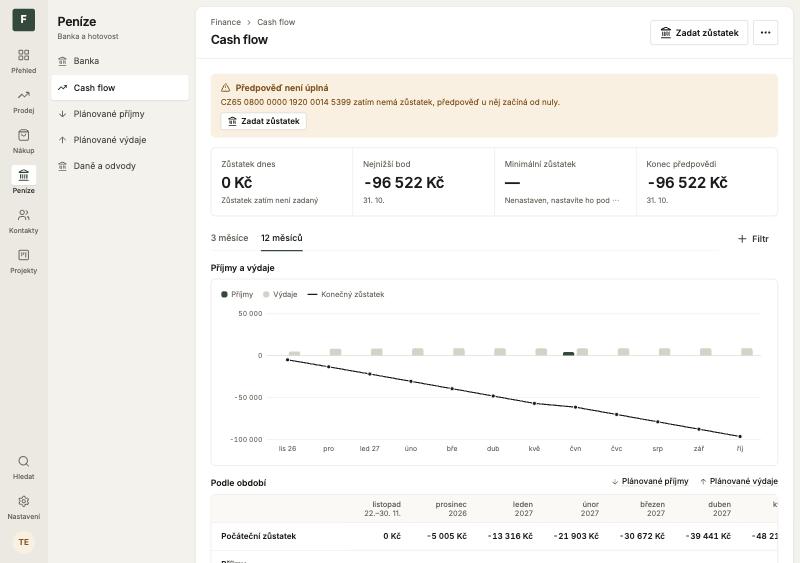 F
Přehled
Prodej
Nákup
Peníze
Kontakty
Projekty
Hledat
Nastavení
TE
Peníze
Banka a hotovost
Banka
Cash flow
Plánované příjmy
Plánované výdaje
Daně a odvody
Finance > Cash flow
Cash flow
Zadat zůstatek
Předpověď není úplná
CZ65 0800 0000 1920 0014 5399 zatím nemá zůstatek, předpověď u něj začíná od nuly.
Zadat zůstatek
Zůstatek dnes
0 Kč
Zůstatek zatím není zadaný
Nejnižší bod
-96 522 Kč
31. 10.
Minimální zůstatek
—
Nenastaven, nastavíte ho pod ···
Konec předpovědi
-96 522 Kč
31. 10.
3 měsíce 12 měsíců
Filtr
Příjmy a výdaje
Příjmy Výdaje Konečný zůstatek
50 000
0
-50 000
-100 000
lis 26 pro led 27 úno bře dub kvě čvn čvc srp zář říj
Podle období
Plánované příjmy Plánované výdaje
listopad prosinec leden únor březen duben
22.–30. 11. 2026 2027 2027 2027 2027
Počáteční zůstatek 0 Kč -5 005 Kč -13 316 Kč -21 903 Kč -30 672 Kč -39 441 Kč